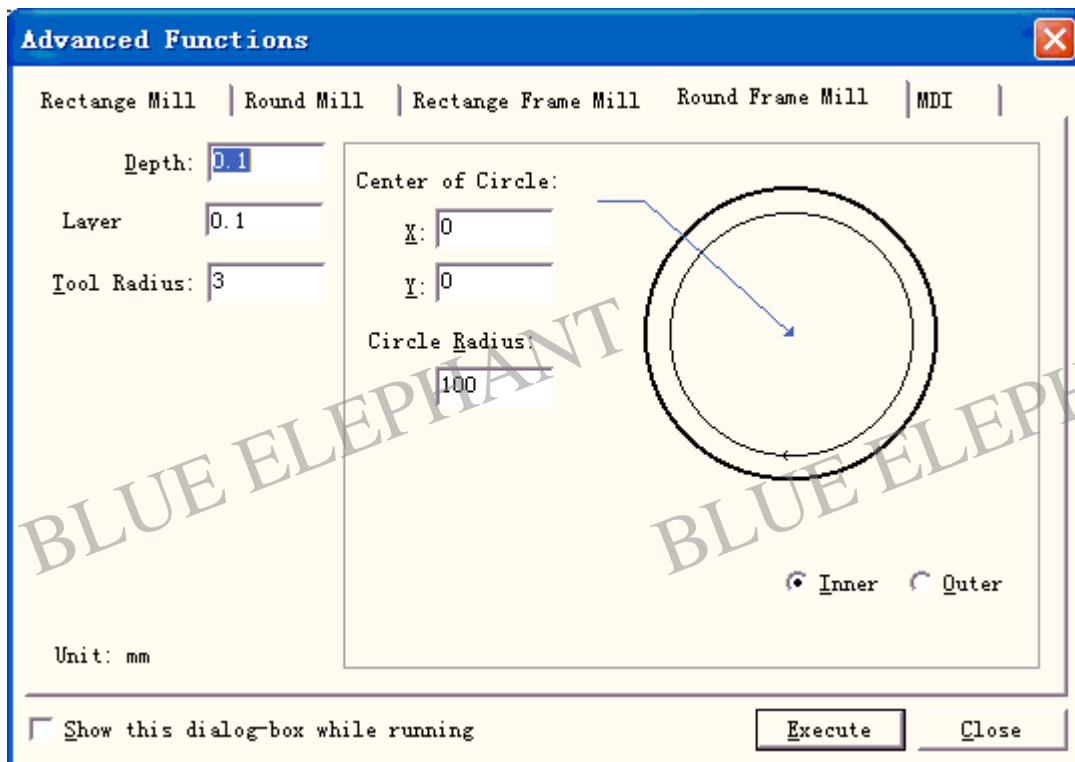 Advanced Functions
Rectange Mill Round Mill Rectange Frame Mill Round Frame Mill MDI
Depth: 0.1
Layer 0.1
Tool Radius: 3
Center of Circle:
X: 0
Y: 0
Circle Radius:
100
BLUE ELEPHANT
BLUE ELEPH
Inner Outer
Unit: mm
Show this dialog-box while running
Execute Close